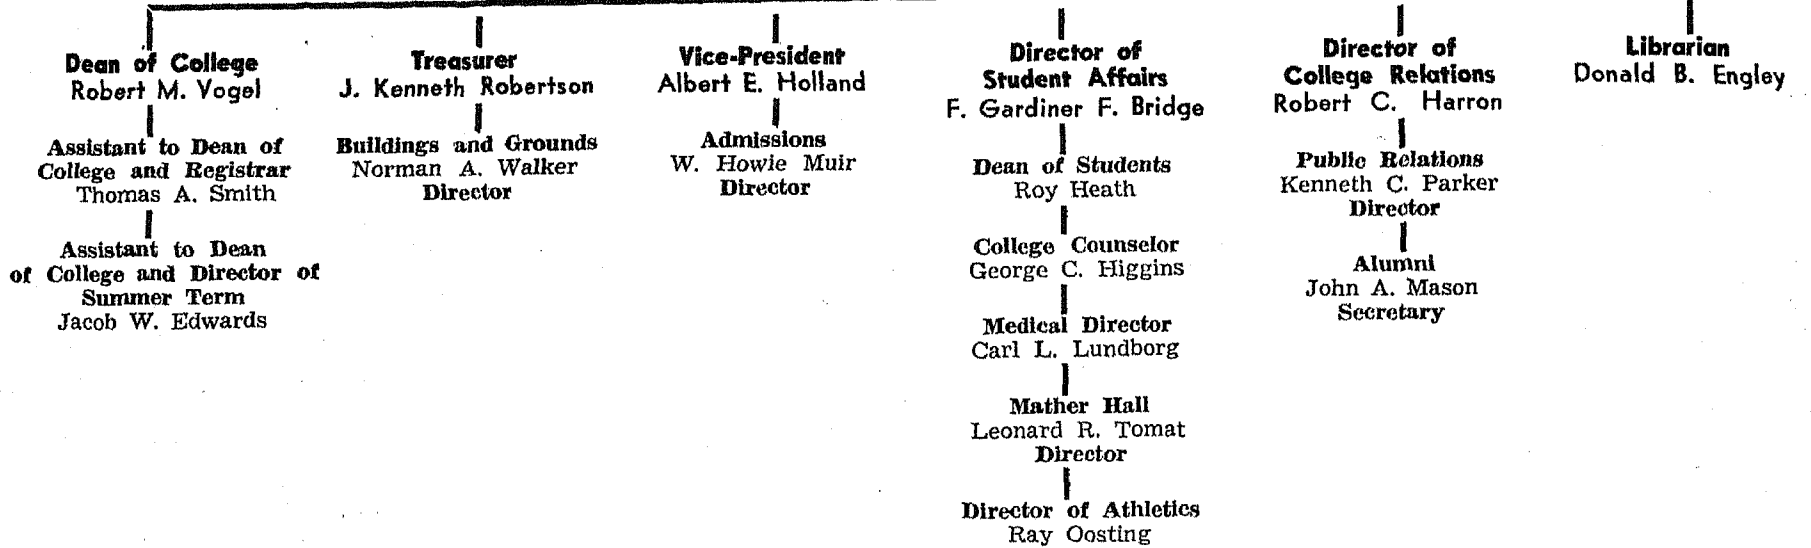 Dean of College
Robert M. Vogel
Assistant to Dean of
College and Registrar
Thomas A. Smith
Assistant to Dean
of College and Director of
Summer Term
Jacob W. Edwards
Treasurer
J. Kenneth Robertson
Buildings and Grounds
Norman A. Walker
Director
Vice-President
Albert E. Holland
Admissions
W. Howie Muir
Director
Director of
Student Affairs
F. Gardiner F. Bridge
Dean of Students
Roy Heath
College Counselor
George C. Higgins
Medical Director
Carl L. Lundborg
Mather Hall
Leonard R. Tomat
Director
Director of Athletics
Ray Oosting
Director of
College Relations
Robert C. Harron
Public Relations
Kenneth C. Parker
Director
Alumni
John A. Mason
Secretary
Librarian
Donald B. Engley